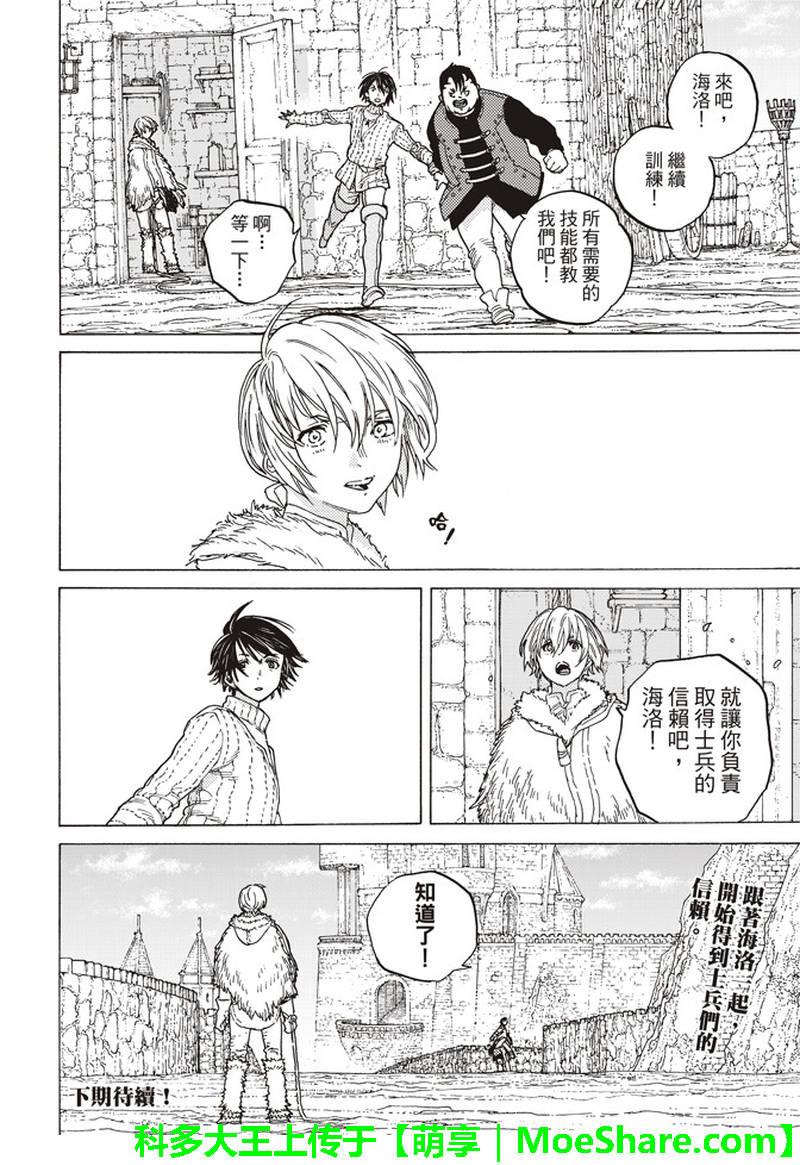 來吧，
海洛！
繼續
訓練！
所有需要的
技能都教
我們吧！
啊…
等一下…
哈！
就讓你負責
取得士兵的
信賴吧，
海洛！
知道了！
跟著海洛一起，
開始得到士兵們的
信賴。
下期待續！
科多大王上传于【萌享 | MoeShare.com】